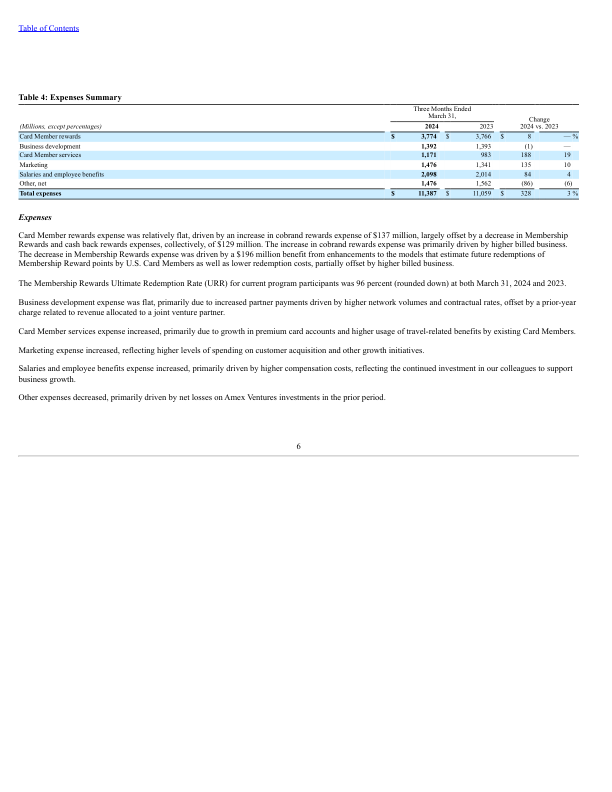 Table of Contents
Table 4: Expenses Summary
Three Months Ended
March 31,
Change
2024 vs. 2023
(Millions, except percentages) 2024 2023
Card Member rewards $ 3,774 $ 3,766 $ 8 — %
Business development 1,392 1,393 (1) —
Card Member services 1,171 983 188 19
Marketing 1,476 1,341 135 10
Salaries and employee benefits 2,098 2,014 84 4
Other, net 1,476 1,562 (86) (6)
Total expenses $ 11,387 $ 11,059 $ 328 3 %
Expenses
Card Member rewards expense was relatively flat, driven by an increase in cobrand rewards expense of $137 million, largely offset by a decrease in Membership
Rewards and cash back rewards expenses, collectively, of $129 million. The increase in cobrand rewards expense was primarily driven by higher billed business.
The decrease in Membership Rewards expense was driven by a $196 million benefit from enhancements to the models that estimate future redemptions of
Membership Reward points by U.S. Card Members as well as lower redemption costs, partially offset by higher billed business.
The Membership Rewards Ultimate Redemption Rate (URR) for current program participants was 96 percent (rounded down) at both March 31, 2024 and 2023.
Business development expense was flat, primarily due to increased partner payments driven by higher network volumes and contractual rates, offset by a prior-year
charge related to revenue allocated to a joint venture partner.
Card Member services expense increased, primarily due to growth in premium card accounts and higher usage of travel-related benefits by existing Card Members.
Marketing expense increased, reflecting higher levels of spending on customer acquisition and other growth initiatives.
Salaries and employee benefits expense increased, primarily driven by higher compensation costs, reflecting the continued investment in our colleagues to support
business growth.
Other expenses decreased, primarily driven by net losses on Amex Ventures investments in the prior period.
6